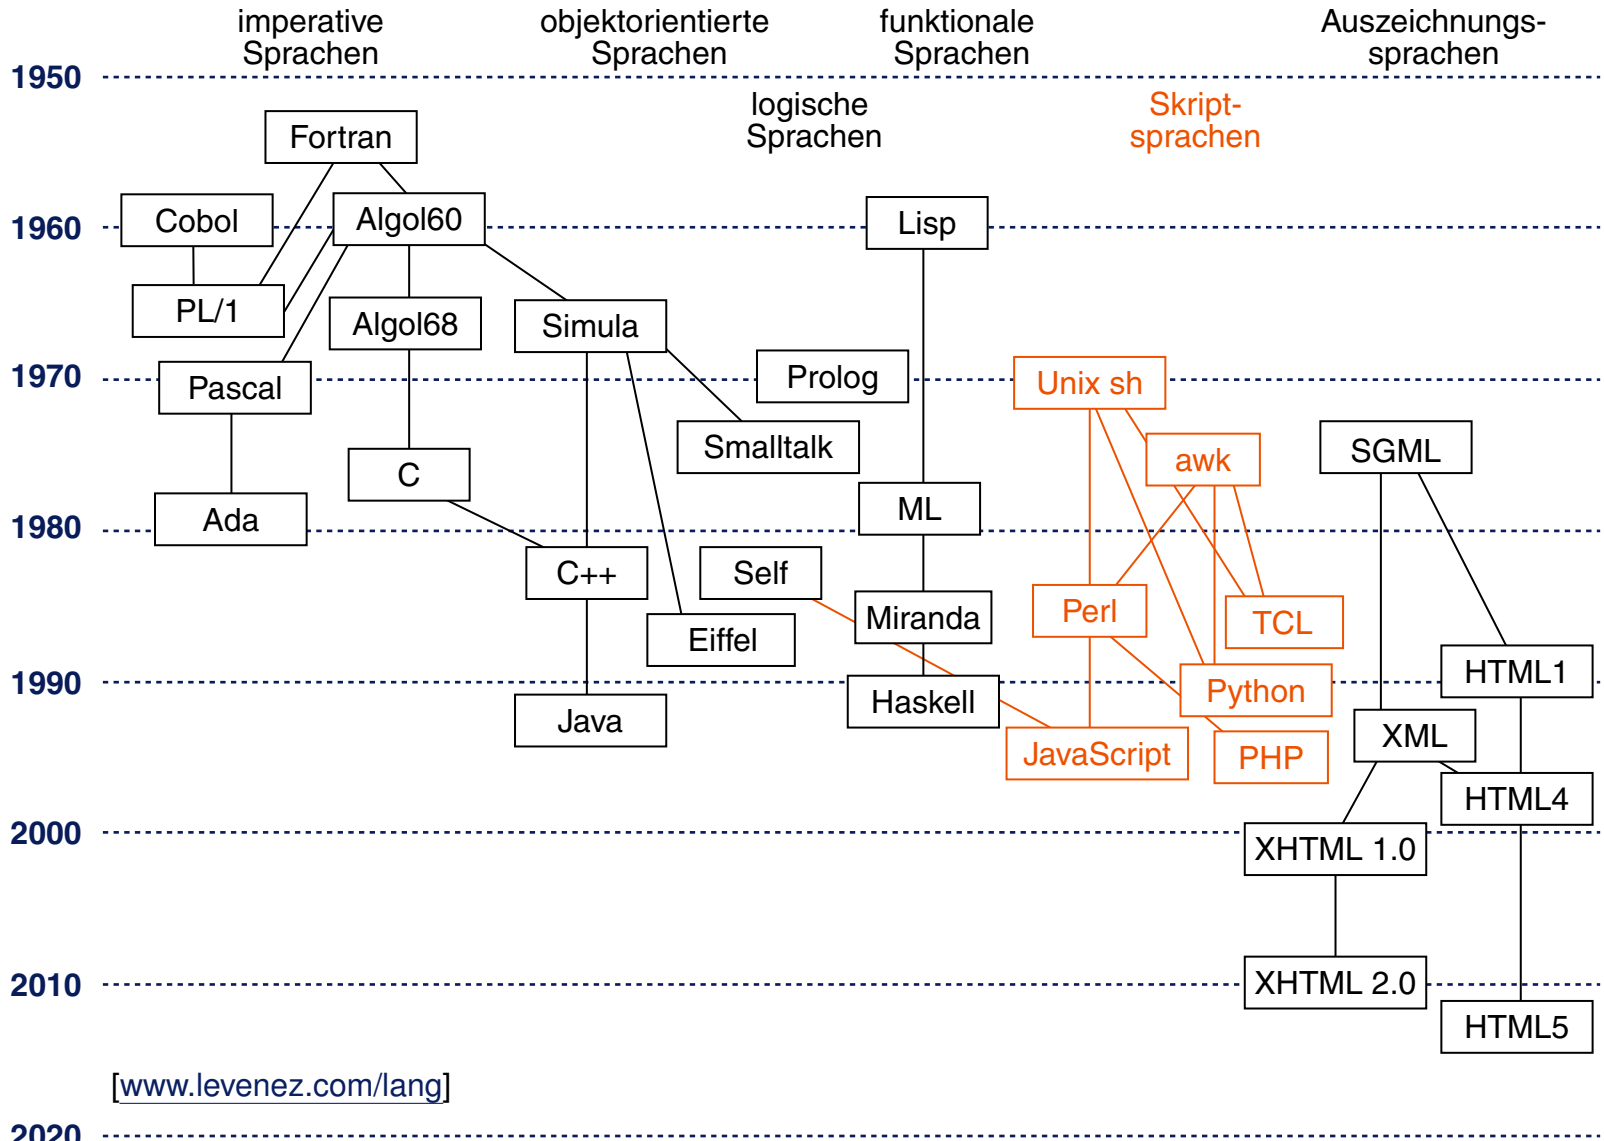 imperative
Sprachen
objektorientierte
Sprachen
funktionale
Sprachen
Auszeichnungs-
sprachen
1950
logische
Sprachen
Skript-
sprachen
Fortran
Cobol
Algol60
Lisp
1960
PL/1
Algol68
Simula
1970
Pascal
Prolog
Unix sh
Smalltalk
awk
SGML
C
ML
1980
Ada
C++
Self
Miranda
Perl
TCL
Eiffel
1990
HTML1
Java
Haskell
Python
XML
JavaScript
PHP
HTML4
2000
XHTML 1.0
2010
XHTML 2.0
HTML5
[www.levenez.com/lang]
2020